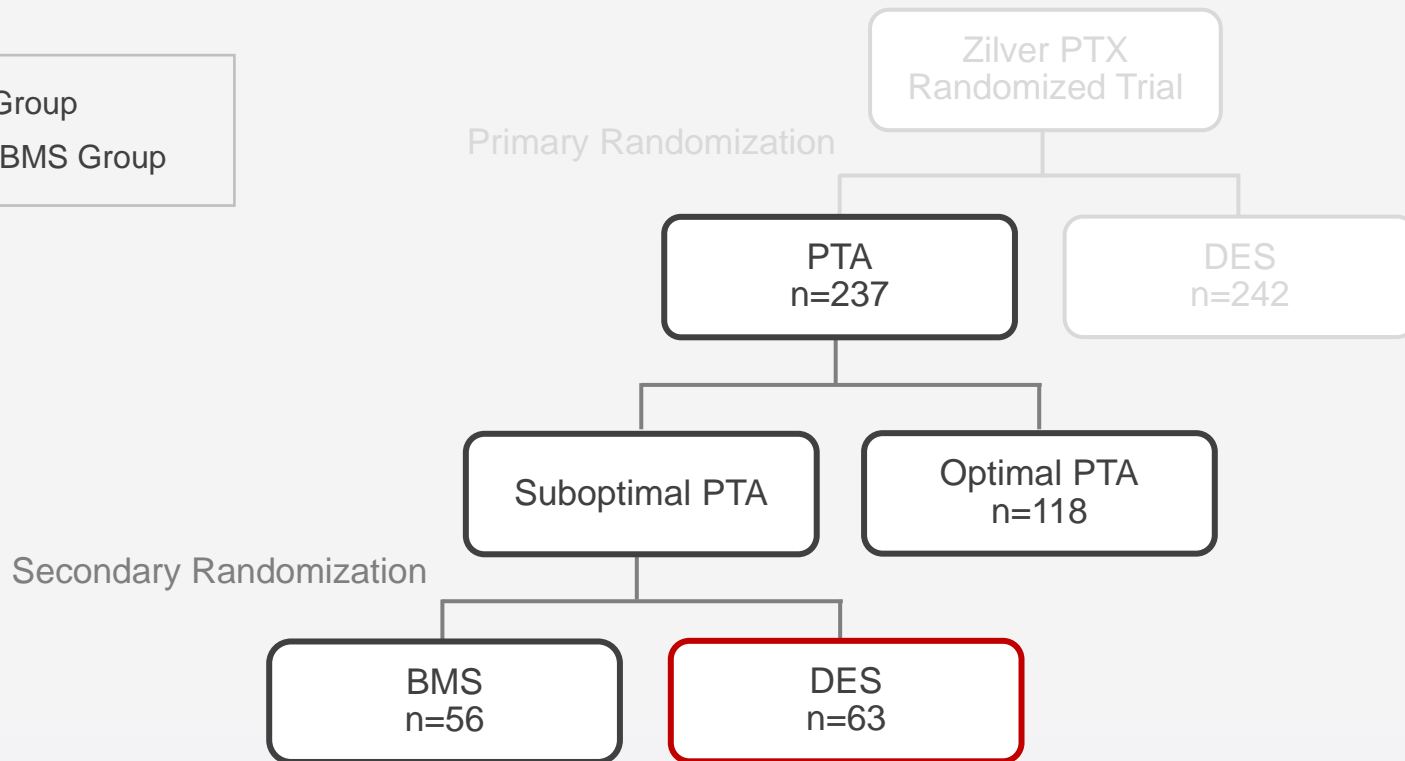 Zilver PTX
Randomized Trial
Group
BMS Group
Primary Randomization
PTA
n=237
DES
n=242
Suboptimal PTA
Optimal PTA
n=118
Secondary Randomization
BMS
n=56
DES
n=63